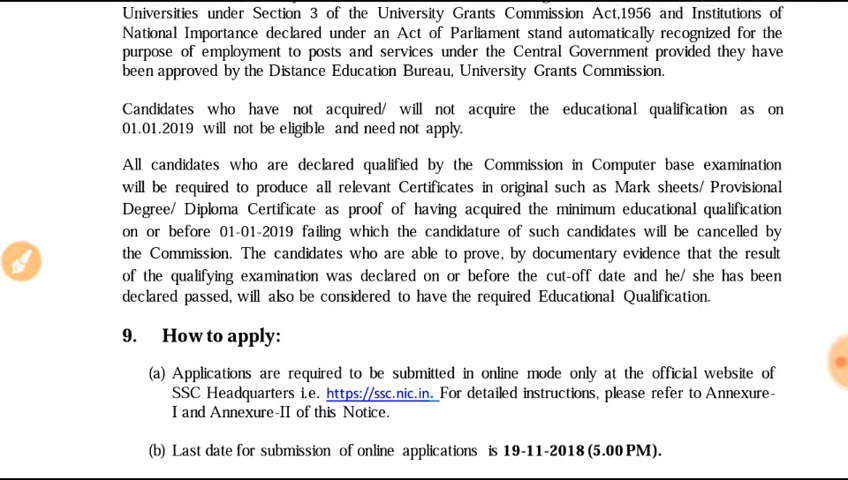 Universities under Section 3 of the University Grants Commission Act,1956 and Institutions of
National Importance declared under an Act of Parliament stand automatically recognized for the
purpose of employment to posts and services under the Central Government provided they have
been approved by the Distance Education Bureau, University Grants Commission.
Candidates who have not acquired/ will not acquire the educational qualification as on
01.01.2019 will not be eligible and need not apply.
All candidates who are declared qualified by the Commission in Computer base examination
will be required to produce all relevant Certificates in original such as Mark sheets/ Provisional
Degree/ Diploma Certificate as proof of having acquired the minimum educational qualification
on or before 01-01-2019 failing which the candidature of such candidates will be cancelled by
the Commission. The candidates who are able to prove, by documentary evidence that the result
of the qualifying examination was declared on or before the cut-off date and he/ she has been
declared passed, will also be considered to have the required Educational Qualification.
9. How to apply:
(a) Applications are required to be submitted in online mode only at the official website of
SSC Headquarters i.e. https://ssc.nic.in. For detailed instructions, please refer to Annexure-
I and Annexure-II of this Notice.
(b) Last date for submission of online applications is 19-11-2018 (5.00 PM).